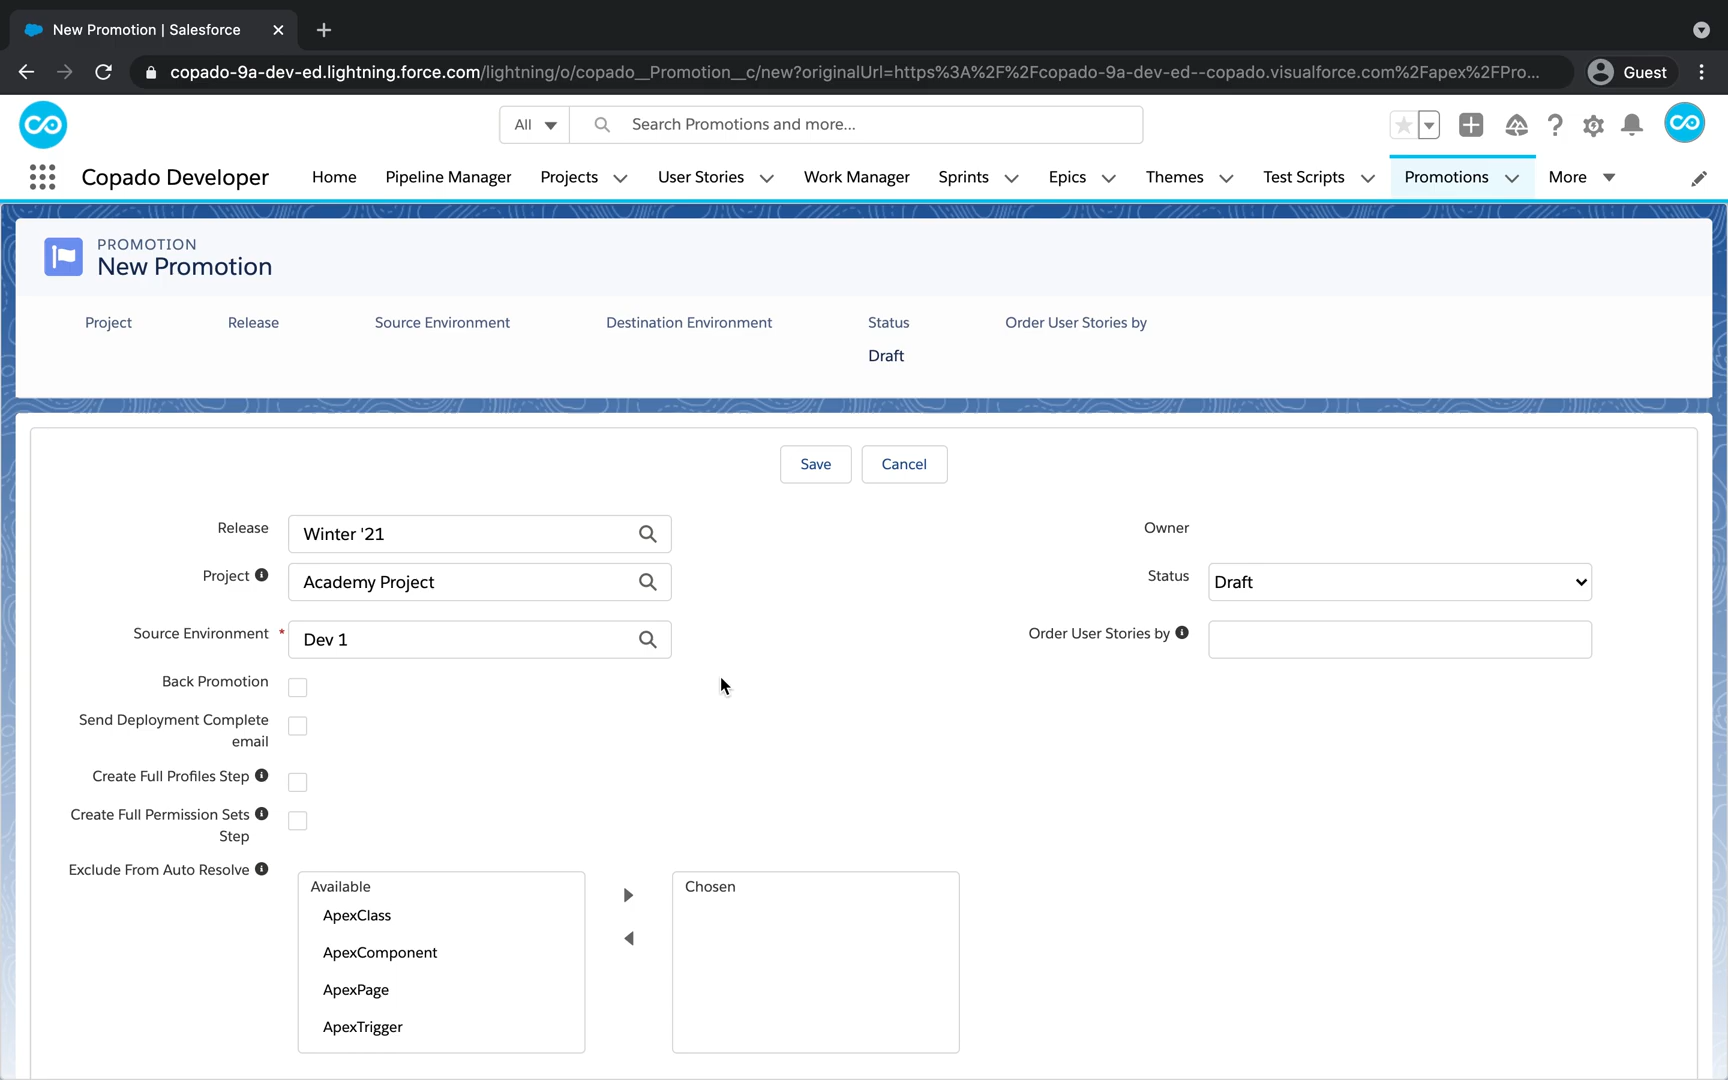 New Promotion | Salesforce
copado-9a-dev-ed.lightning.force.com/lightning/o/copado__Promotion__c/new?originalUrl=https%3A%2F%2Fcopado-9a-dev-ed--copado.visualforce.com%2Fapex%2FPro...
Guest
All
Search Promotions and more...
Copado Developer
Home
Pipeline Manager
Projects
User Stories
Work Manager
Sprints
Epics
Themes
Test Scripts
Promotions
More
PROMOTION
New Promotion
Project
Release
Source Environment
Destination Environment
Status
Order User Stories by
Draft
Save
Cancel
Release
Winter '21
Owner
Project
Academy Project
Status
Draft
Source Environment *
Dev 1
Order User Stories by
Back Promotion
Send Deployment Complete
email
Create Full Profiles Step
Create Full Permission Sets
Step
Exclude From Auto Resolve
Available
ApexClass
ApexComponent
ApexPage
ApexTrigger
Chosen